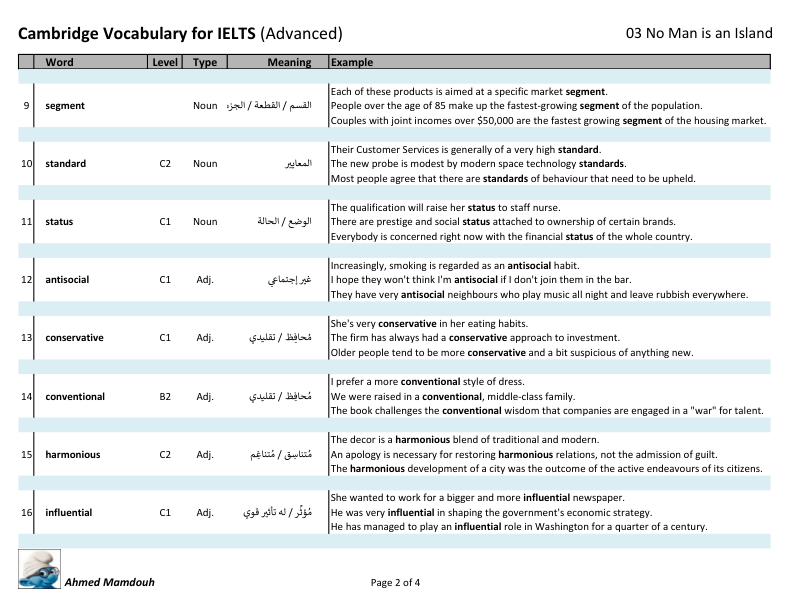 Cambridge Vocabulary for IELTS (Advanced) 03 No Man is an Island
Word Level Type Meaning Example
Each of these products is aimed at a specific market segment.
9 segment Noun القسم / القطعة / الجزء People over the age of 85 make up the fastest-growing segment of the population.
Couples with joint incomes over $50,000 are the fastest growing segment of the housing market.
Their Customer Services is generally of a very high standard.
10 standard C2 Noun المعايير The new probe is modest by modern space technology standards.
Most people agree that there are standards of behaviour that need to be upheld.
The qualification will raise her status to staff nurse.
11 status C1 Noun الوضع / الحالة There are prestige and social status attached to ownership of certain brands.
Everybody is concerned right now with the financial status of the whole country.
Increasingly, smoking is regarded as an antisocial habit.
12 antisocial C1 Adj. غير إجتماعي I hope they won't think I'm antisocial if I don't join them in the bar.
They have very antisocial neighbours who play music all night and leave rubbish everywhere.
She's very conservative in her eating habits.
13 conservative C1 Adj. مُحافِظ / تقليدي The firm has always had a conservative approach to investment.
Older people tend to be more conservative and a bit suspicious of anything new.
I prefer a more conventional style of dress.
14 conventional B2 Adj. مُحافِظ / تقليدي We were raised in a conventional, middle-class family.
The book challenges the conventional wisdom that companies are engaged in a "war" for talent.
The decor is a harmonious blend of traditional and modern.
15 harmonious C2 Adj. مُتناسِق / مُتناغِم An apology is necessary for restoring harmonious relations, not the admission of guilt.
The harmonious development of a city was the outcome of the active endeavours of its citizens.
She wanted to work for a bigger and more influential newspaper.
16 influential C1 Adj. مُؤثِّر / له تأثير قوي He was very influential in shaping the government's economic strategy.
He has managed to play an influential role in Washington for a quarter of a century.
Ahmed Mamdouh Page 2 of 4